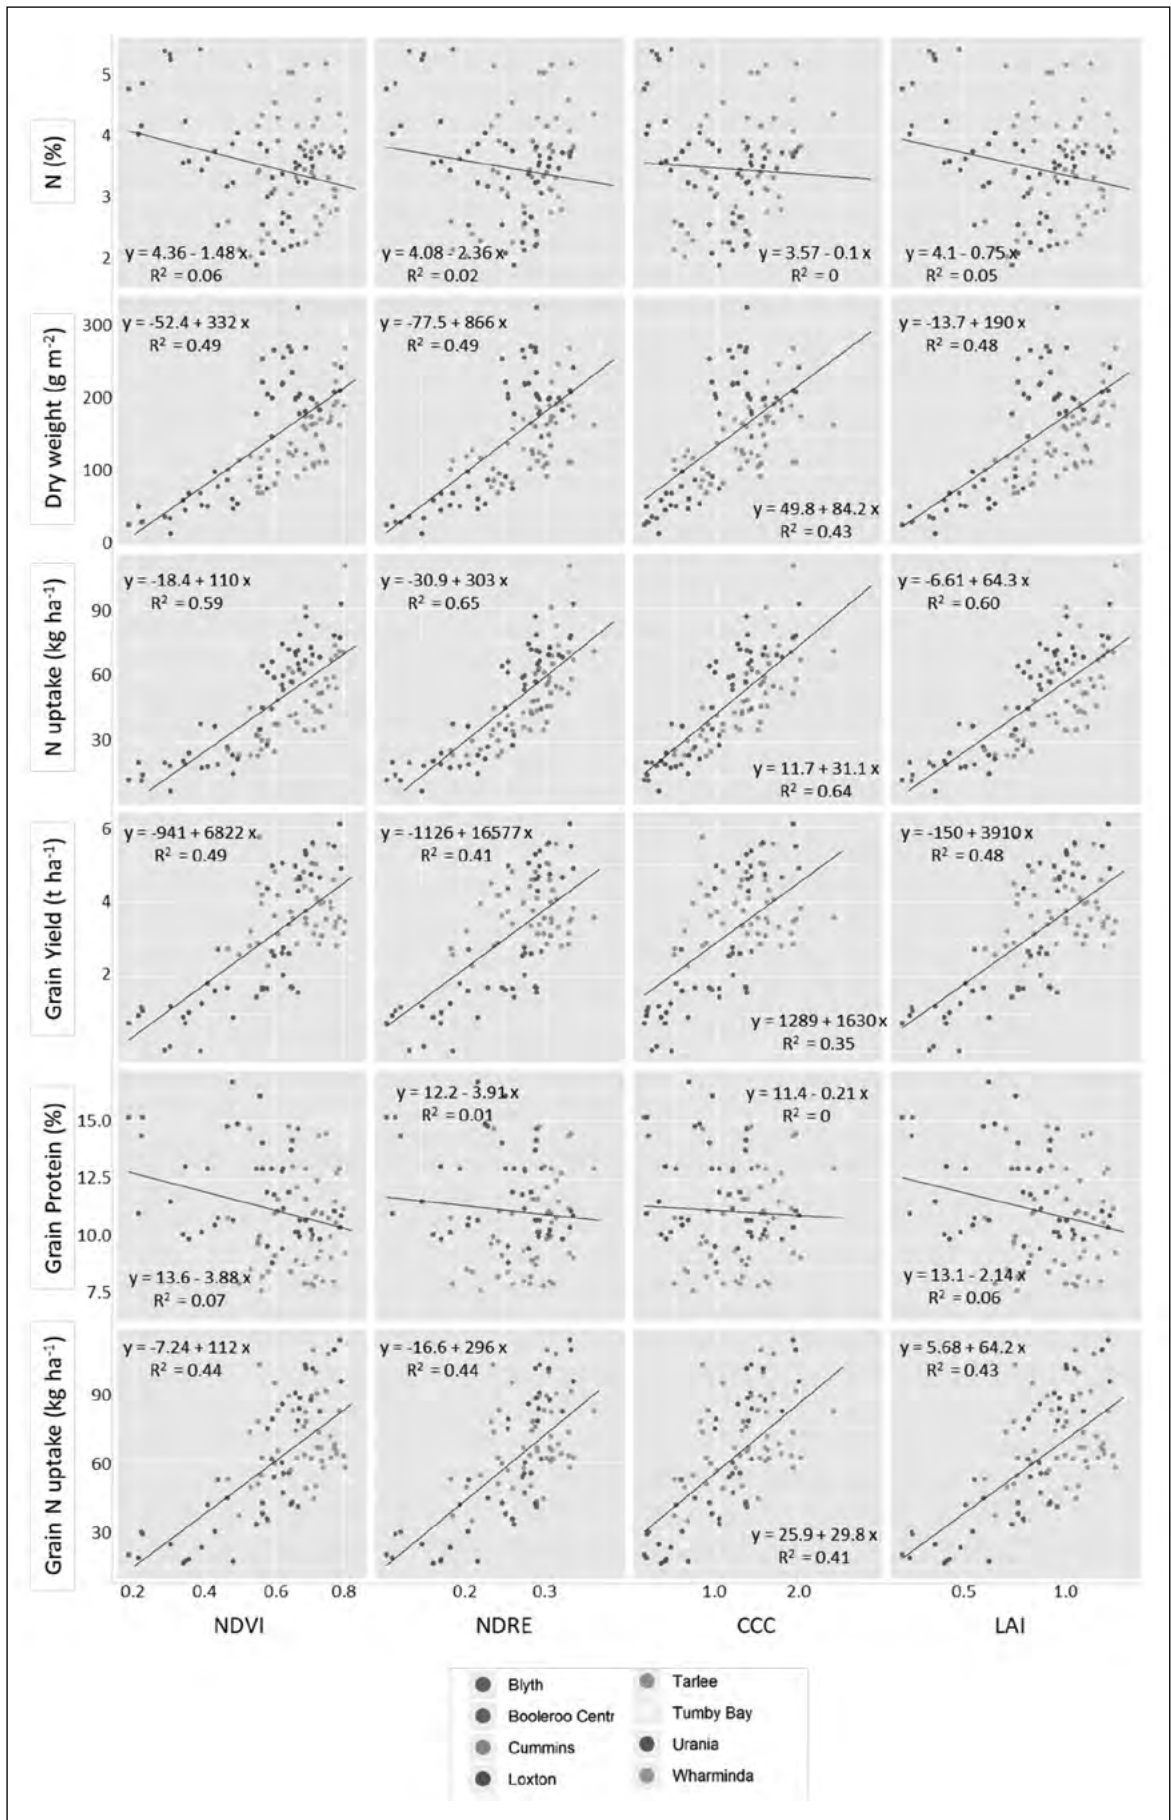 N (%)
5
4
3
2
y = 4.36 - 1.48 x
R² = 0.06
y = 4.08 - 2.36 x
R² = 0.02
y = 3.57 - 0.1 x
R² = 0
y = 4.1 - 0.75x
R² = 0.05
Dry weight (g m⁻²)
300
200
100
0
y = -52.4 + 332 x
R² = 0.49
y = -77.5 + 866 x
R² = 0.49
y = 49.8 + 84.2 x
R² = 0.43
y = -13.7 + 190 x
R² = 0.48
N uptake (kg ha⁻¹)
90
60
30
y = -18.4 + 110 x
R² = 0.59
y = -30.9 + 303 x
R² = 0.65
y = 11.7 + 31.1 x
R² = 0.64
y = -6.61 + 64.3 x
R² = 0.60
Grain Yield (t ha⁻¹)
6
4
2
y = -941 + 6822 x
R² = 0.49
y = -1126 + 16577 x
R² = 0.41
y = 1289 + 1630 x
R² = 0.35
y = -150 + 3910 x
R² = 0.48
Grain Protein (%)
15.0
12.5
10.0
7.5
y = 13.6 - 3.88 x
R² = 0.07
y = 12.2 - 3.91 x
R² = 0.01
y = 11.4 - 0.21 x
R² = 0
y = 13.1 - 2.14 x
R² = 0.06
Grain N uptake (kg ha⁻¹)
90
60
30
y = -7.24 + 112 x
R² = 0.44
y = -16.6 + 296 x
R² = 0.44
y = 25.9 + 29.8 x
R² = 0.41
y = 5.68 + 64.2 x
R² = 0.43
0.2 0.4 0.6 0.8
0.2 0.3
1.0 2.0
0.5 1.0
NDVI
NDRE
CCC
LAI
Blyth
Booleroo Centr
Cummins
Loxton
Tarlee
Tumby Bay
Urania
Wharminda